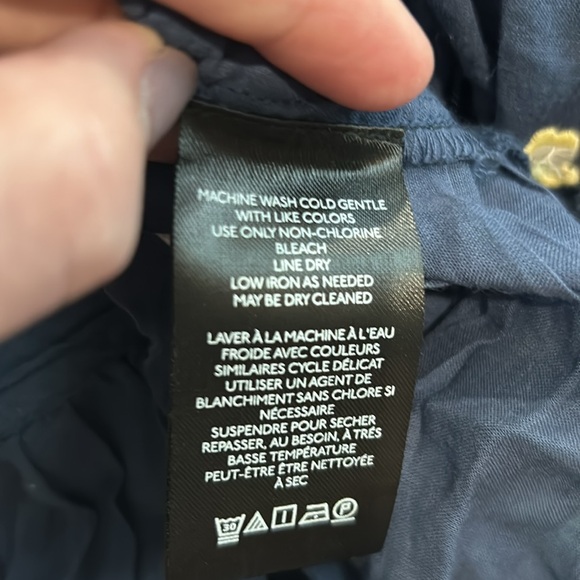 MACHINE WASH COLD GENTLE
WITH LIKE COLORS
USE ONLY NON-CHLORINE
BLEACH
LINE DRY
LOW IRON AS NEEDED
MAY BE DRY CLEANED
LAVER À LA MACHINE À L'EAU
FROIDE AVEC COULEURS
SIMILAIRES CYCLE DÉLICAT
UTILISER UN AGENT DE
BLANCHIMENT SANS CHLORE SI
NÉCESSAIRE
SUSPENDRE POUR SECHER
REPASSER, AU BESOIN, À TRÉS
BASSE TEMPÉRATURE
PEUT-ÊTRE ÊTRE NETTOYÉE
À SEC
30 P